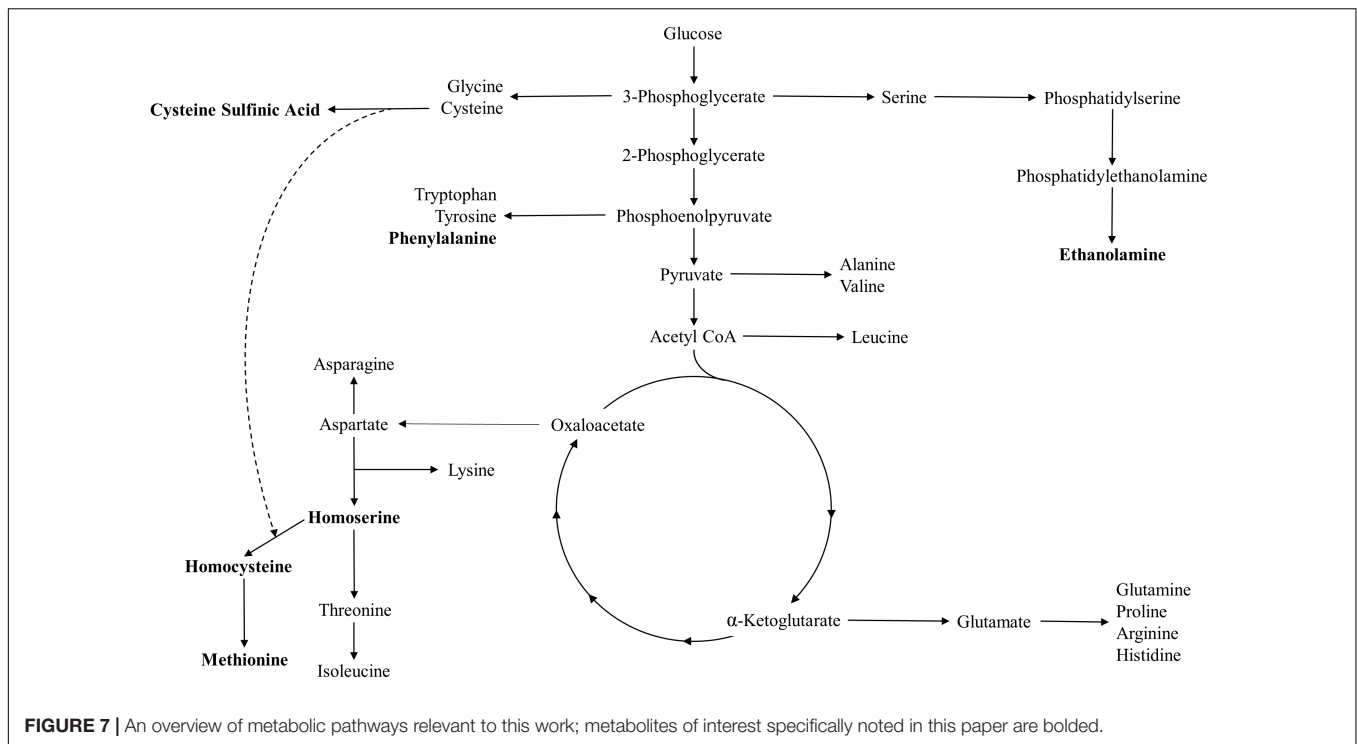 Glucose
Glycine
Cysteine Sulfinic Acid
Cysteine
3-Phosphoglycerate
Serine
Phosphatidylserine
2-Phosphoglycerate
Phosphatidylethanolamine
Tryptophan
Tyrosine
Phenylalanine
Phosphoenolpyruvate
Ethanolamine
Pyruvate
Alanine
Valine
Acetyl CoA
Leucine
Asparagine
Aspartate
Oxaloacetate
Lysine
Homoserine
Homocysteine
Threonine
Methionine
Isoleucine
α-Ketoglutarate
Glutamate
Glutamine
Proline
Arginine
Histidine
FIGURE 7 | An overview of metabolic pathways relevant to this work; metabolites of interest specifically noted in this paper are bolded.